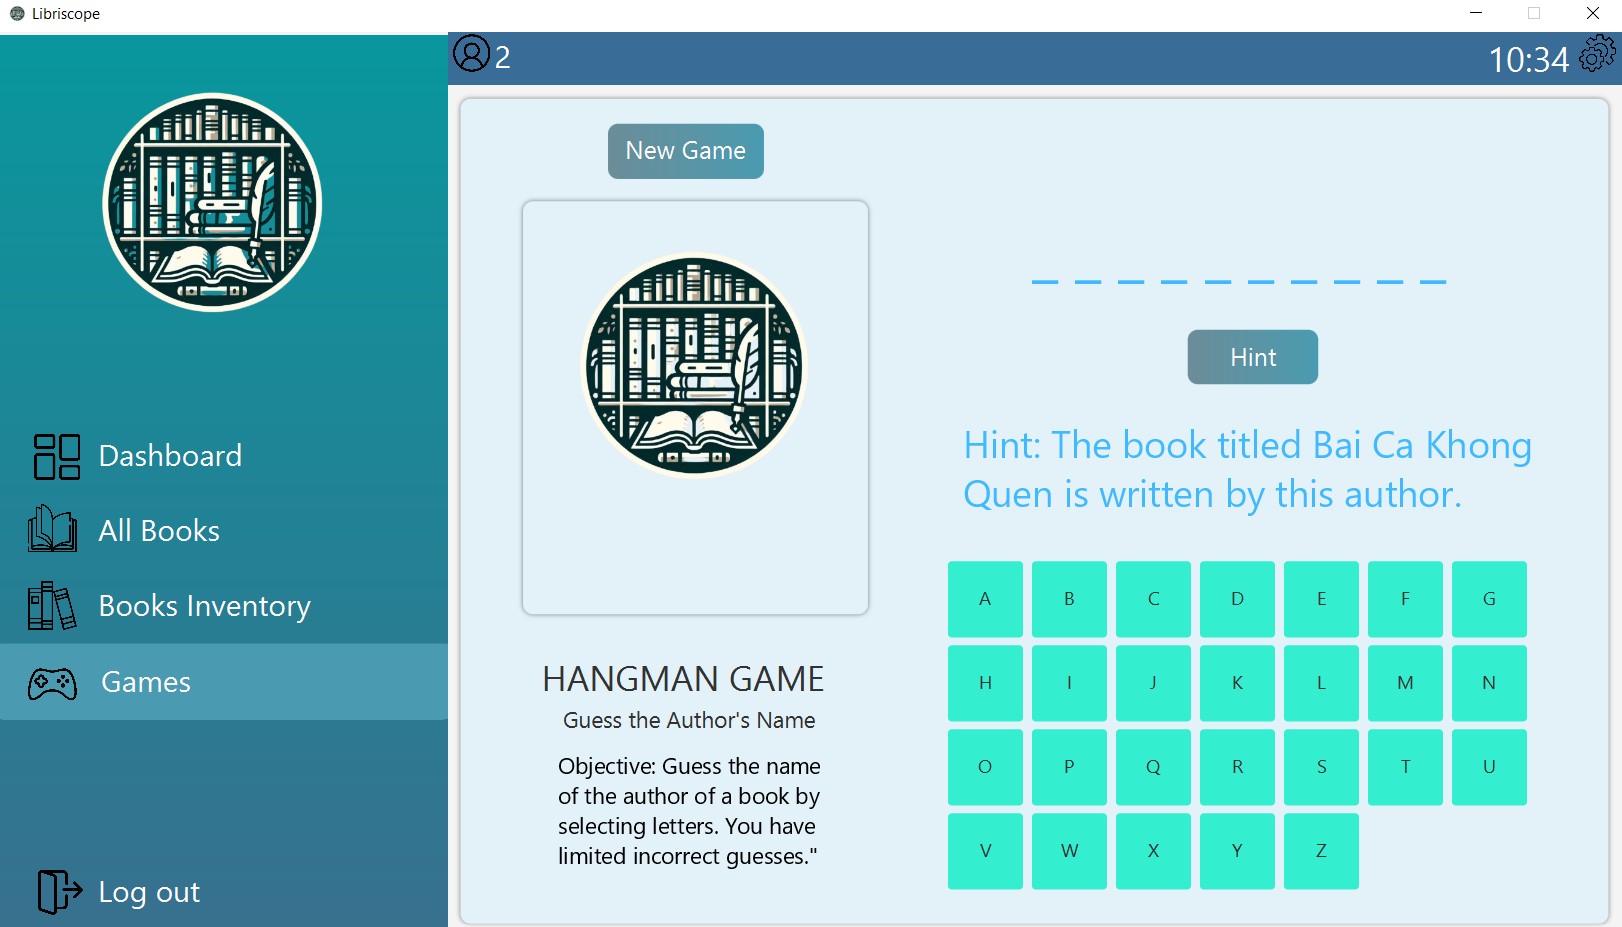 Libriscope
2
10:34
Dashboard
All Books
Books Inventory
Games
Log out
New Game
HANGMAN GAME
Guess the Author's Name
Objective: Guess the name
of the author of a book by
selecting letters. You have
limited incorrect guesses."
_ _ _ _ _ _ _ _ _ _
Hint
Hint: The book titled Bai Ca Khong
Quen is written by this author.
A B C D E F G
H I J K L M N
O P Q R S T U
V W X Y Z